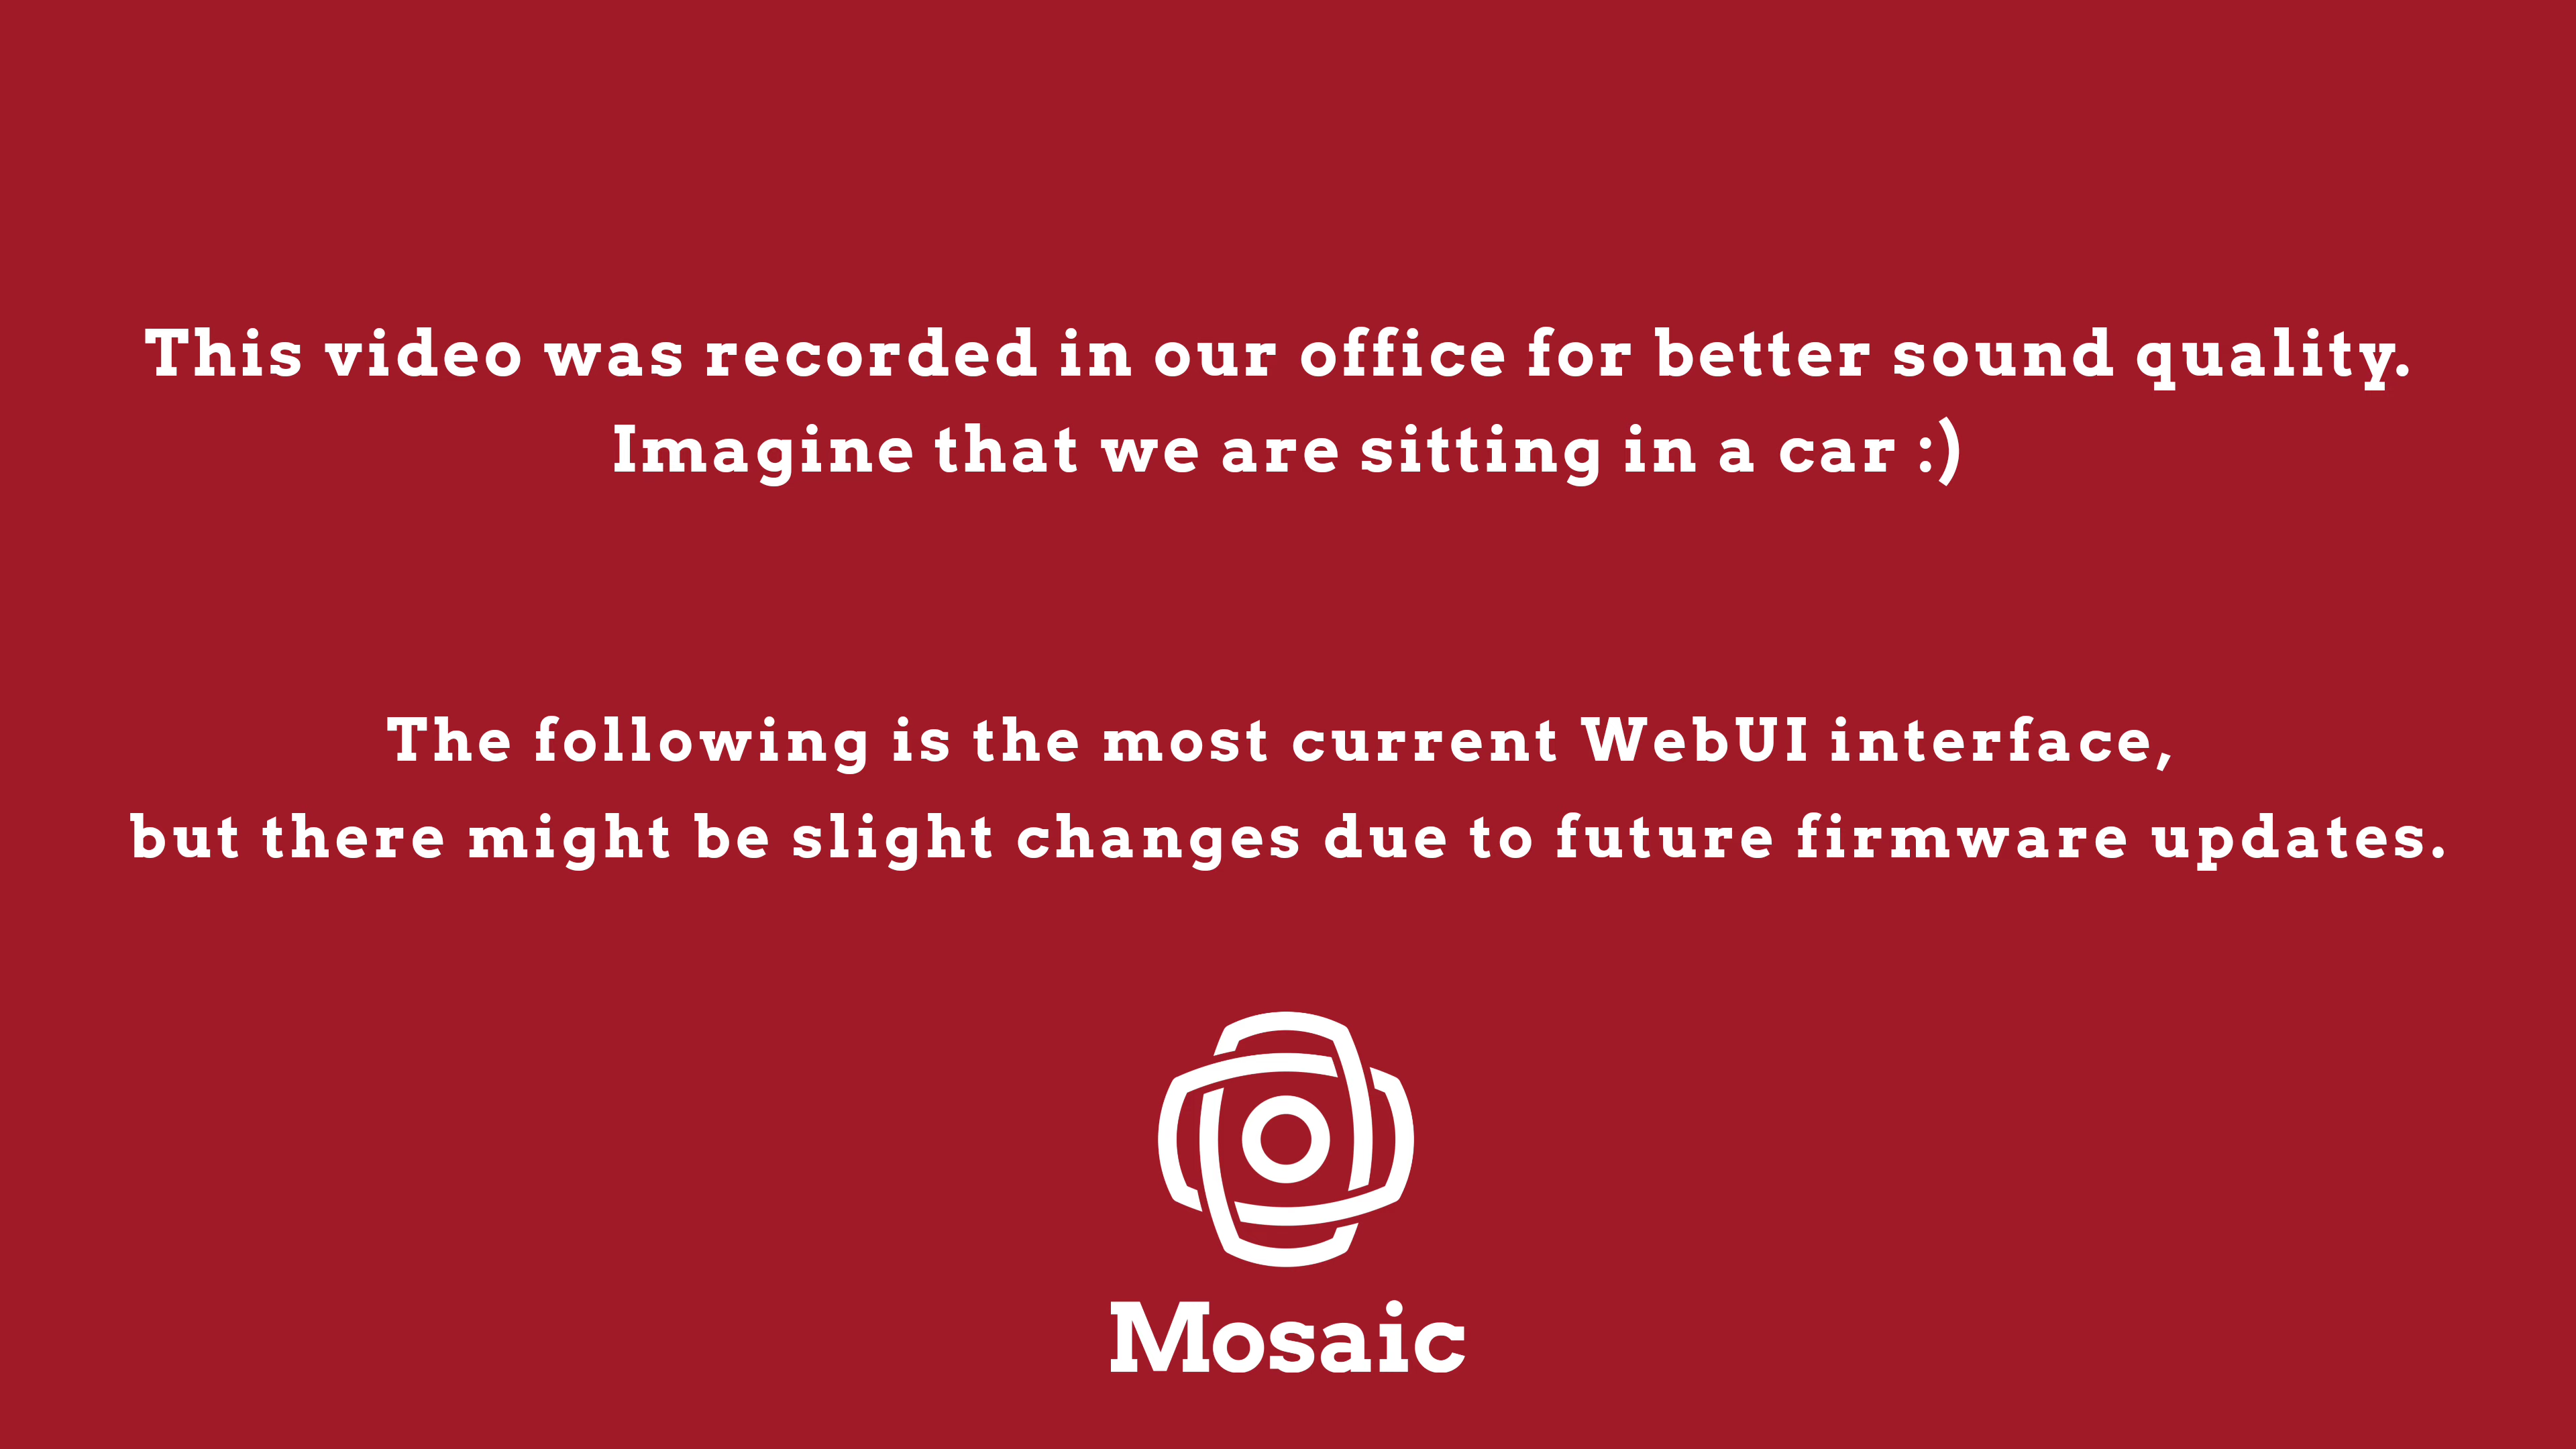 This video was recorded in our office for better sound quality.
Imagine that we are sitting in a car :)
The following is the most current WebUI interface,
but there might be slight changes due to future firmware updates.
Mosaic